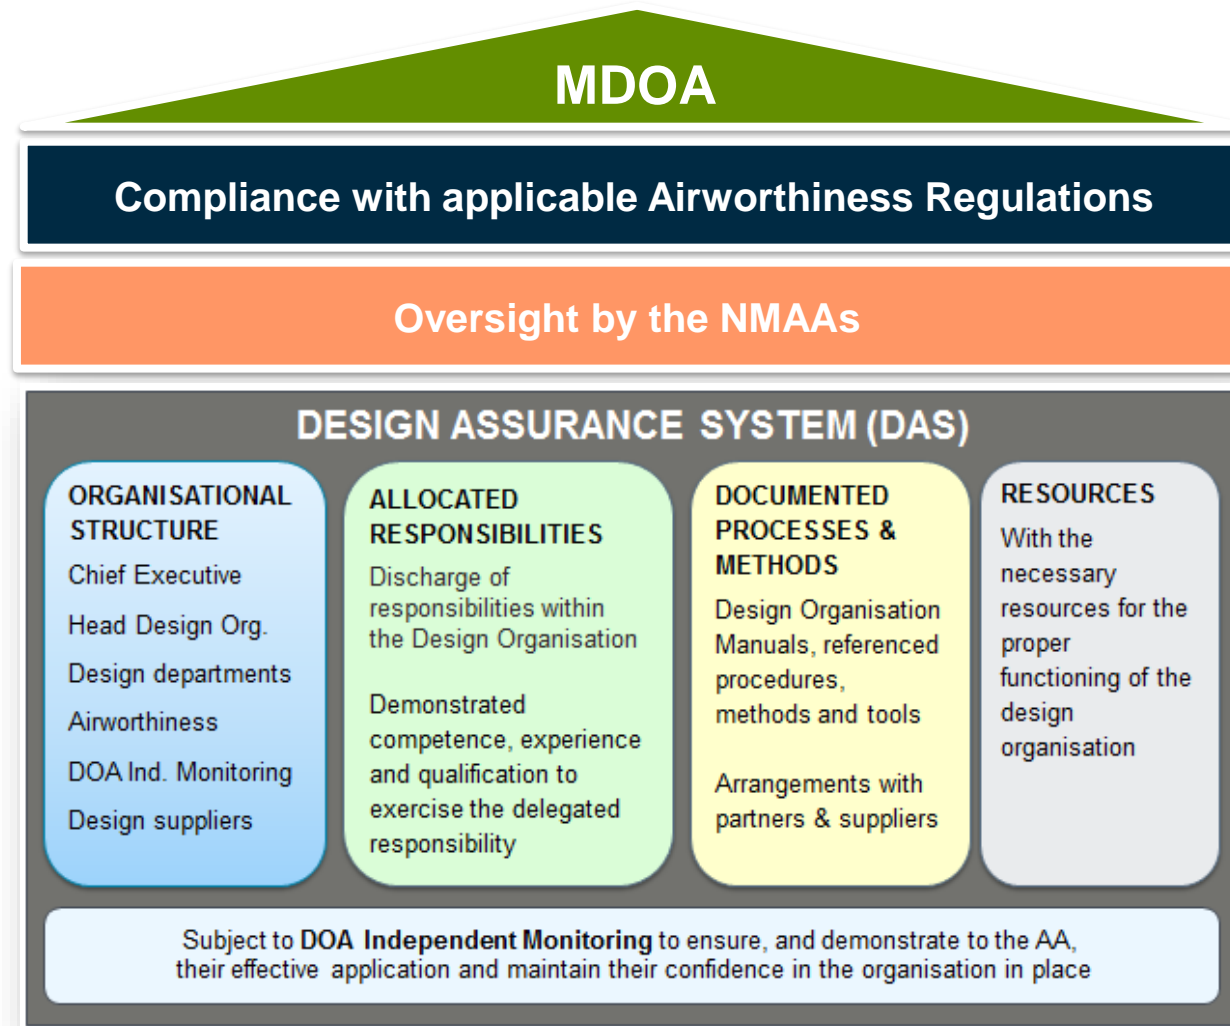 MDOA
Compliance with applicable Airworthiness Regulations
Oversight by the NMAAs
DESIGN ASSURANCE SYSTEM (DAS)
ORGANISATIONAL
STRUCTURE
Chief Executive
Head Design Org.
Design departments
Airworthiness
DOA Ind. Monitoring
Design suppliers
ALLOCATED
RESPONSIBILITIES
Discharge of
responsibilities within
the Design Organisation
Demonstrated
competence, experience
and qualification to
exercise the delegated
responsibility
DOCUMENTED
PROCESSES &
METHODS
Design Organisation
Manuals, referenced
procedures,
methods and tools
Arrangements with
partners & suppliers
RESOURCES
With the
necessary
resources for the
proper
functioning of the
design
organisation
Subject to DOA Independent Monitoring to ensure, and demonstrate to the AA,
their effective application and maintain their confidence in the organisation in place